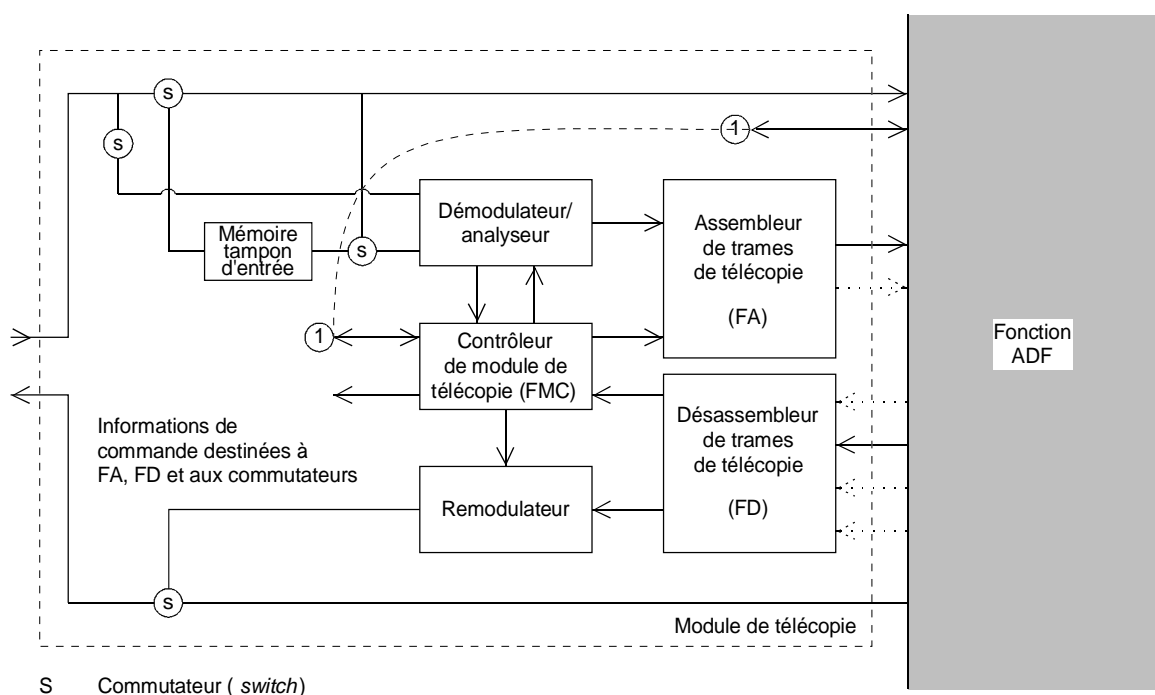 s
1
s
Démodulateur/
analyseur
Assembleur
de trames
de télécopie
(FA)
Mémoire
tampon
d'entrée
s
1
Contrôleur
de module de
télécopie (FMC)
Fonction
ADF
Informations de
commande destinées à
FA, FD et aux commutateurs
Désassembleur
de trames
de télécopie
(FD)
Remodulateur
s
Module de télécopie
S Commutateur ( switch)